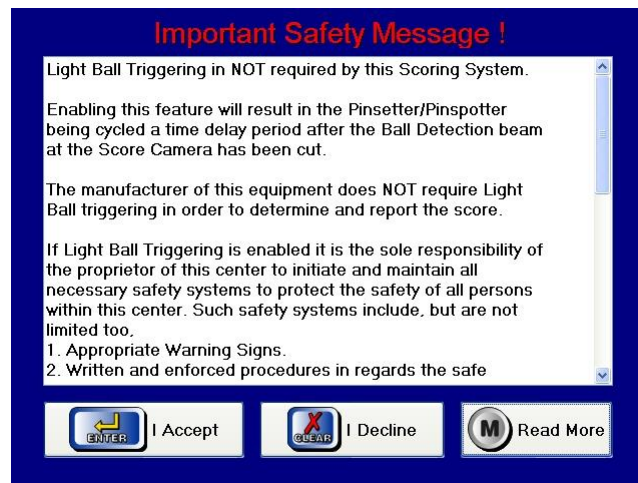 Important Safety Message !
Light Ball Triggering in NOT required by this Scoring System.
Enabling this feature will result in the Pinsetter/Pinspotter
being cycled a time delay period after the Ball Detection beam
at the Score Camera has been cut.
The manufacturer of this equipment does NOT require Light
Ball triggering in order to determine and report the score.
If Light Ball Triggering is enabled it is the sole responsibility of
the proprietor of this center to initiate and maintain all
necessary safety systems to protect the safety of all persons
within this center. Such safety systems include, but are not
limited too,
1. Appropriate Warning Signs.
2. Written and enforced procedures in regards the safe
ENTER I Accept
X CLEAR I Decline
M Read More